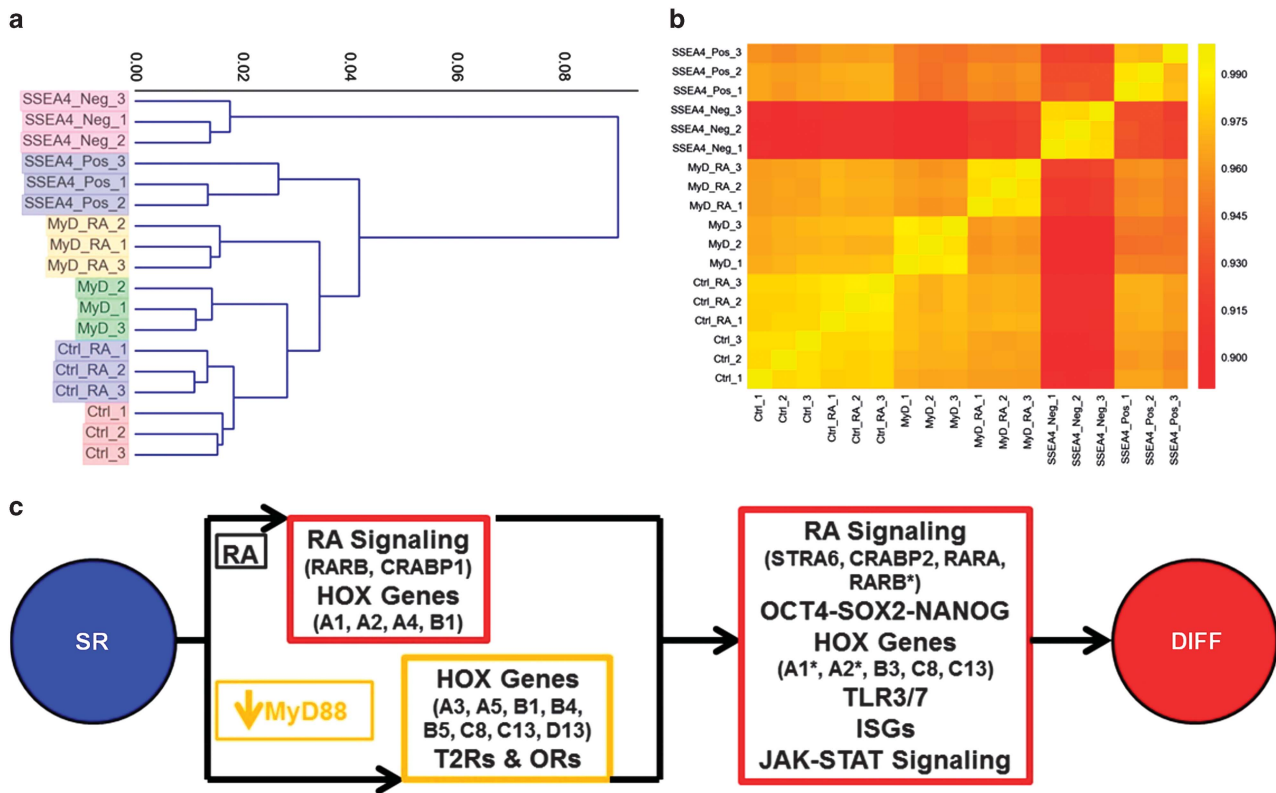 a
0.00
0.02
0.04
0.06
0.08
SSEA4_Neg_3
SSEA4_Neg_1
SSEA4_Neg_2
SSEA4_Pos_3
SSEA4_Pos_1
SSEA4_Pos_2
MyD_RA_2
MyD_RA_1
MyD_RA_3
MyD_2
MyD_1
MyD_3
Ctrl_RA_1
Ctrl_RA_2
Ctrl_RA_3
Ctrl_1
Ctrl_2
Ctrl_3
b
SSEA4_Pos_3
SSEA4_Pos_2
SSEA4_Pos_1
SSEA4_Neg_3
SSEA4_Neg_2
SSEA4_Neg_1
MyD_RA_3
MyD_RA_2
MyD_RA_1
MyD_3
MyD_2
MyD_1
Ctrl_RA_3
Ctrl_RA_2
Ctrl_RA_1
Ctrl_3
Ctrl_2
Ctrl_1
Ctrl_1
Ctrl_2
Ctrl_3
Ctrl_RA_1
Ctrl_RA_2
Ctrl_RA_3
MyD_1
MyD_2
MyD_3
MyD_RA_1
MyD_RA_2
MyD_RA_3
SSEA4_Neg_1
SSEA4_Neg_2
SSEA4_Neg_3
SSEA4_Pos_1
SSEA4_Pos_2
SSEA4_Pos_3
0.990
0.975
0.960
0.945
0.930
0.915
0.900
c
SR
RA
RA Signaling
(RARB, CRABP1)
HOX Genes
(A1, A2, A4, B1)
MyD88
HOX Genes
(A3, A5, B1, B4,
B5, C8, C13, D13)
T2Rs & ORs
RA Signaling
(STRA6, CRABP2, RARA,
RARB*)
OCT4-SOX2-NANOG
HOX Genes
(A1*, A2*, B3, C8, C13)
TLR3/7
ISGs
JAK-STAT Signaling
DIFF